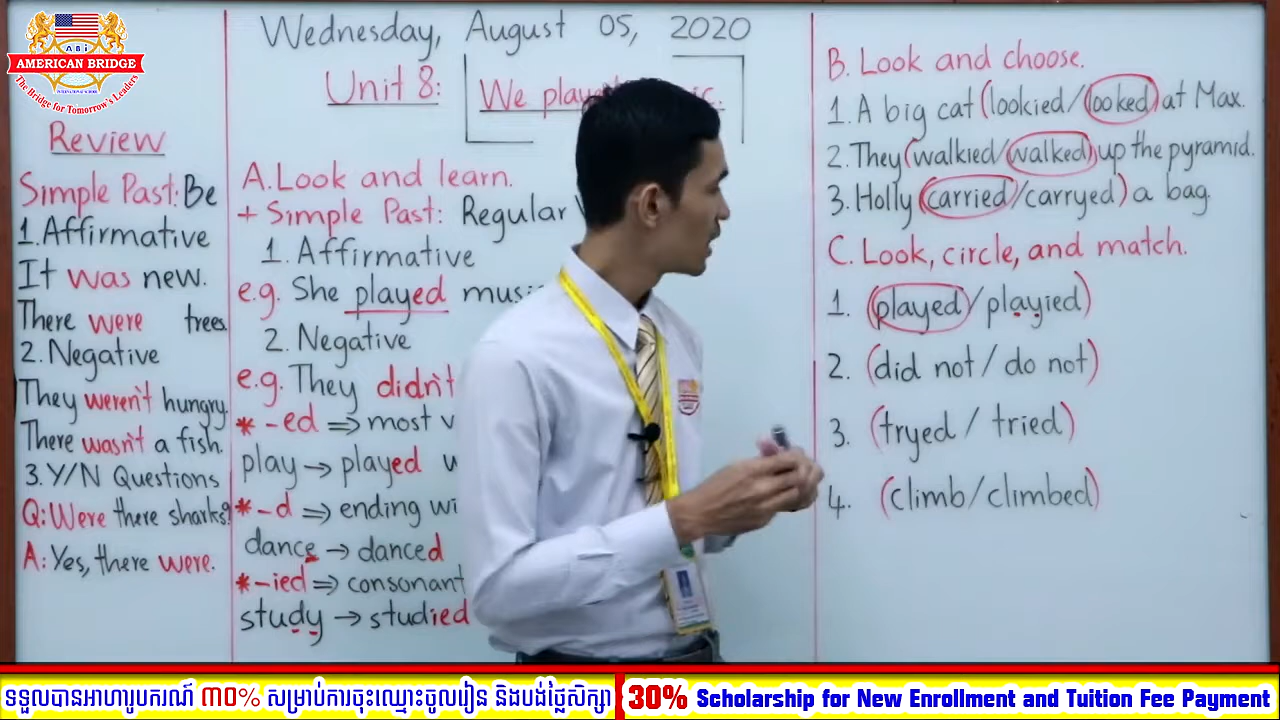 ABi
AMERICAN BRIDGE
INTERNATIONAL SCHOOL
The Bridge for Tomorrow's Leaders
Wednesday, August 05, 2020
Unit 8:
We play
Review
Simple Past: Be
1. Affirmative
It was new.
There were trees.
2. Negative
They weren't hungry.
There wasn't a fish.
3. Y/N Questions
Q: Were there sharks?
A: Yes, there were.
A. Look and learn.
+ Simple Past: Regular
1. Affirmative
e.g. She played
2. Negative
e.g. They didn't
* -ed ⇒ most
play → played
* -d ⇒ ending
dance → danced
* -ied ⇒ consonant
study → studied
B. Look and choose.
1. A big cat (lookied/looked) at Max.
2. They (walkied/walked) up the pyramid.
3. Holly (carried/carryed) a bag.
C. Look, circle, and match.
1. (played/playied)
2. (did not / do not)
3. (tryed / tried)
4. (climb/climbed)
ទទួលបានអាហារូបករណ៍ ៣០% សម្រាប់ការចុះឈ្មោះចូលរៀន និងបង់ថ្លៃសិក្សា
30% Scholarship for New Enrollment and Tuition Fee Payment